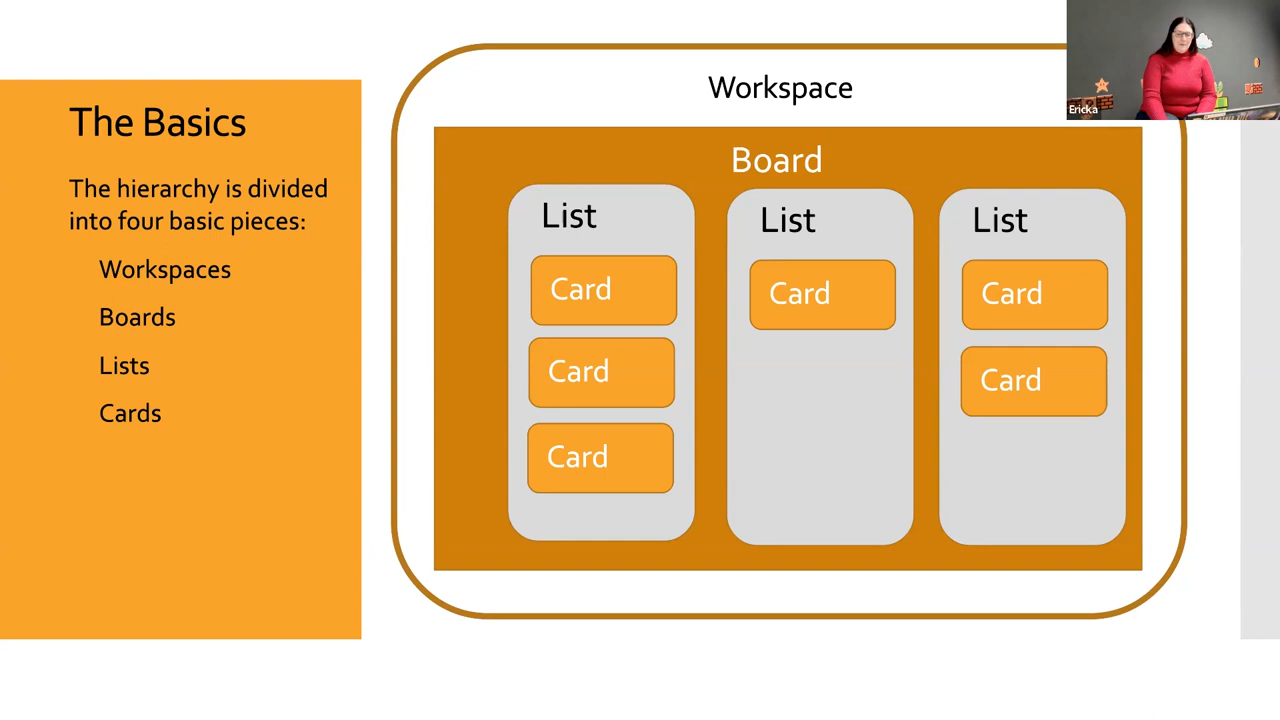 The Basics
The hierarchy is divided
into four basic pieces:
Workspaces
Boards
Lists
Cards
Workspace
Board
List
Card
Card
Card
List
Card
List
Card
Card
Ericka